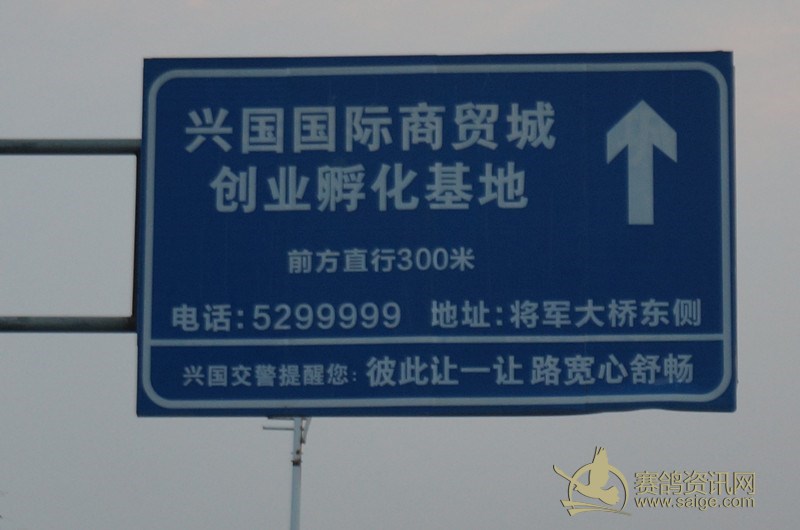 兴国国际商贸城
创业孵化基地
前方直行300米
电话:5299999 地址:将军大桥东侧
兴国交警提醒您:彼此让一让 路宽心舒畅
赛鸽资讯网
www.saige.com